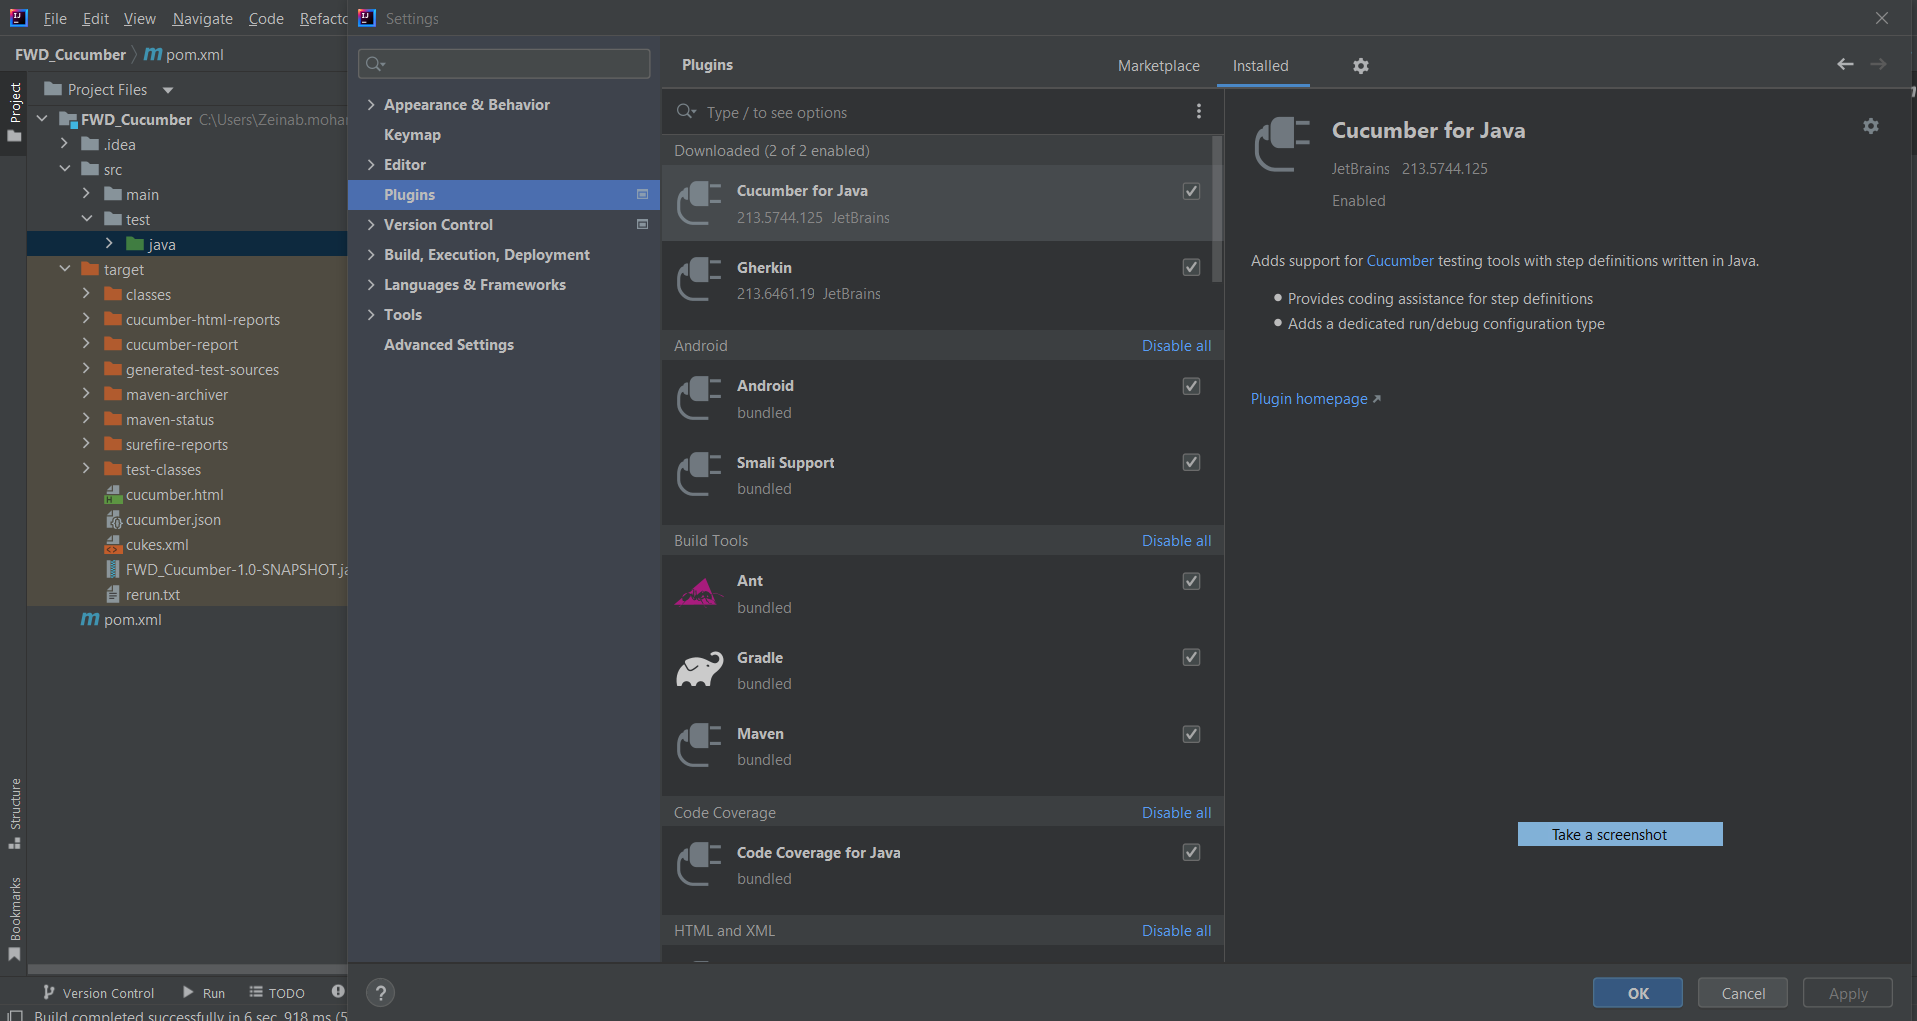 File Edit View Navigate Code Refacto
Settings
FWD_Cucumber pom.xml
Project
Project Files
FWD_Cucumber C:\Users\Zeinab.mohar
.idea
src
main
test
java
target
classes
cucumber-html-reports
cucumber-report
generated-test-sources
maven-archiver
maven-status
surefire-reports
test-classes
cucumber.html
cucumber.json
cukes.xml
FWD_Cucumber-1.0-SNAPSHOT.ja
rerun.txt
pom.xml
Structure
Bookmarks
Version Control Run TODO
Build completed successfully in 6 sec, 918 ms (5
Appearance & Behavior
Keymap
Editor
Plugins
Version Control
Build, Execution, Deployment
Languages & Frameworks
Tools
Advanced Settings
Plugins Marketplace Installed
Type / to see options
Downloaded (2 of 2 enabled)
Cucumber for Java
213.5744.125 JetBrains
Gherkin
213.6461.19 JetBrains
Android Disable all
Android
bundled
Smali Support
bundled
Build Tools Disable all
Ant
bundled
Gradle
bundled
Maven
bundled
Code Coverage Disable all
Code Coverage for Java
bundled
HTML and XML Disable all
Cucumber for Java
JetBrains 213.5744.125
Enabled
Adds support for Cucumber testing tools with step definitions written in Java.
• Provides coding assistance for step definitions
• Adds a dedicated run/debug configuration type
Plugin homepage ↗
Take a screenshot
?
OK Cancel Apply